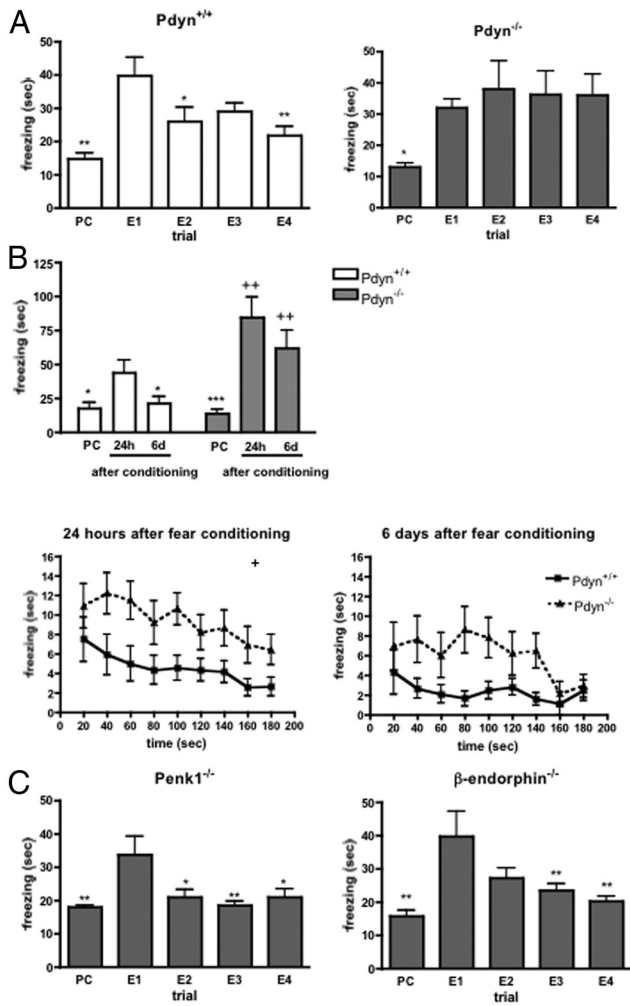 A
Pdyn+/+
freezing (sec)
50
40
30
20
10
0
**
*
**
PC E1 E2 E3 E4
trial
Pdyn-/-
freezing (sec)
50
40
30
20
10
0
*
PC E1 E2 E3 E4
trial
B
freezing (sec)
125
100
75
50
25
0
*
*
***
++
++
PC 24h 6d
after conditioning
PC 24h 6d
after conditioning
Pdyn+/+
Pdyn-/-
24 hours after fear conditioning
freezing (sec)
16
14
12
10
8
6
4
2
0
+
0 20 40 60 80 100 120 140 160 180 200
time (sec)
6 days after fear conditioning
freezing (sec)
16
14
12
10
8
6
4
2
0
Pdyn+/+
Pdyn-/-
0 20 40 60 80 100 120 140 160 180 200
time (sec)
C
Penk1-/-
freezing (sec)
50
40
30
20
10
0
**
*
**
*
PC E1 E2 E3 E4
trial
β-endorphin-/-
freezing (sec)
50
40
30
20
10
0
**
**
**
PC E1 E2 E3 E4
trial